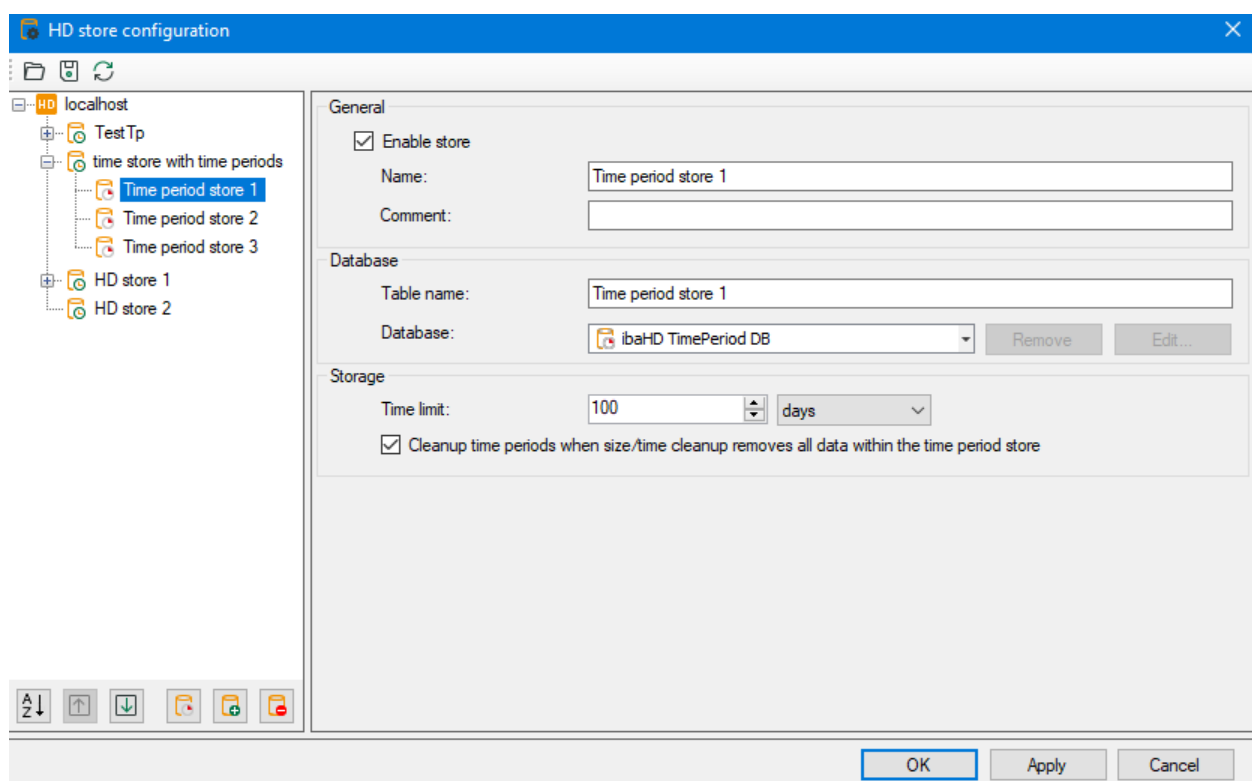 HD store configuration
HD localhost
TestTp
time store with time periods
Time period store 1
Time period store 2
Time period store 3
HD store 1
HD store 2
General
Enable store
Name: Time period store 1
Comment:
Database
Table name: Time period store 1
Database: ibaHD TimePeriod DB Remove Edit...
Storage
Time limit: 100 days
Cleanup time periods when size/time cleanup removes all data within the time period store
A
Z
OK Apply Cancel